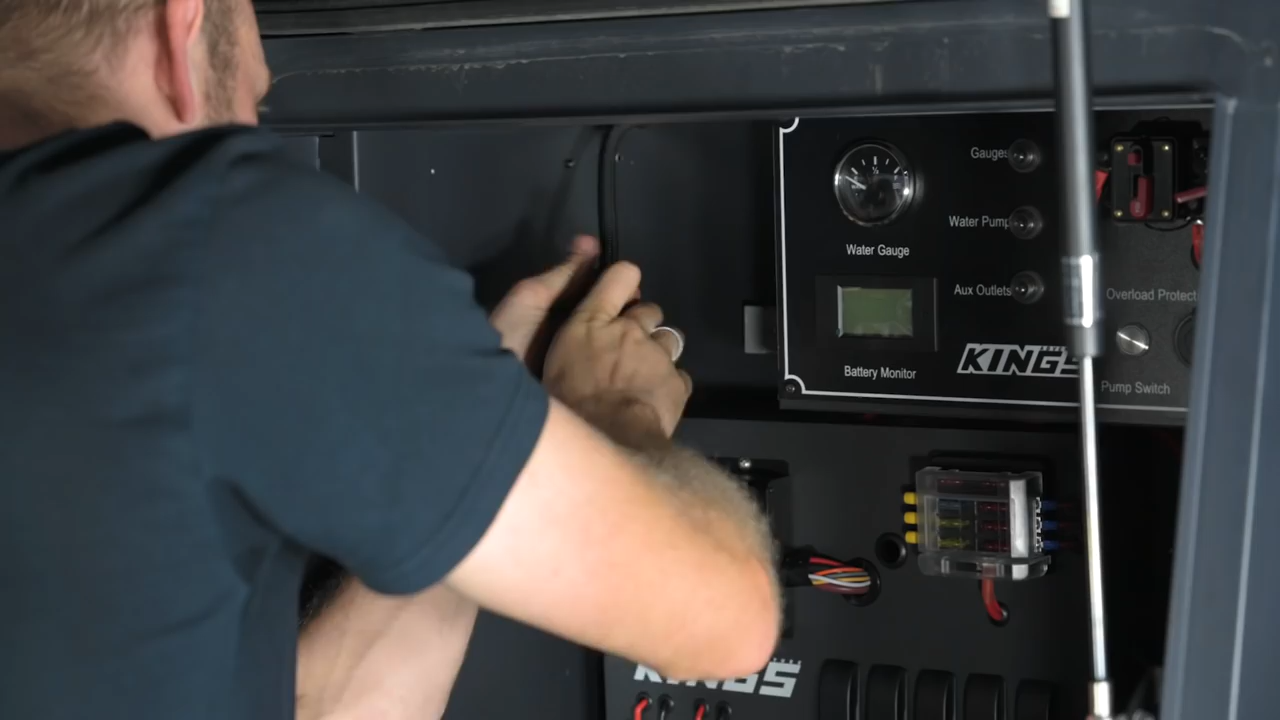 Gauges
Water Pump
Water Gauge
Aux Outlets
Overload Protect
KINGS
Battery Monitor
Pump Switch
KINGS